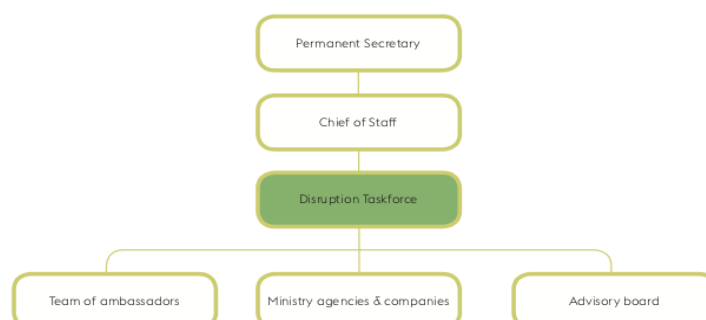 Permanent Secretary
Chief of Staff
Disruption Taskforce
Team of ambassadors
Ministry agencies & companies
Advisory board